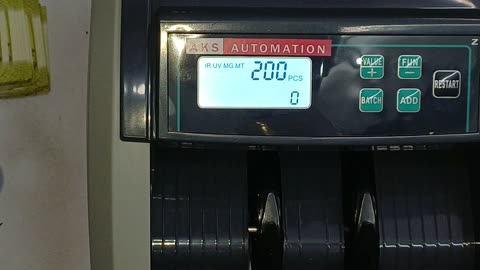 AKS AUTOMATION
IR UV MG MT 200 PCS
0
VALUE
+
FUN
−
RESTART
BATCH
ADD
Z